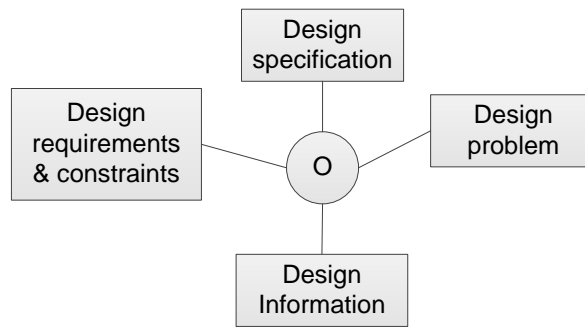 Design
specification
Design
requirements
& constraints
Design
problem
O
Design
Information